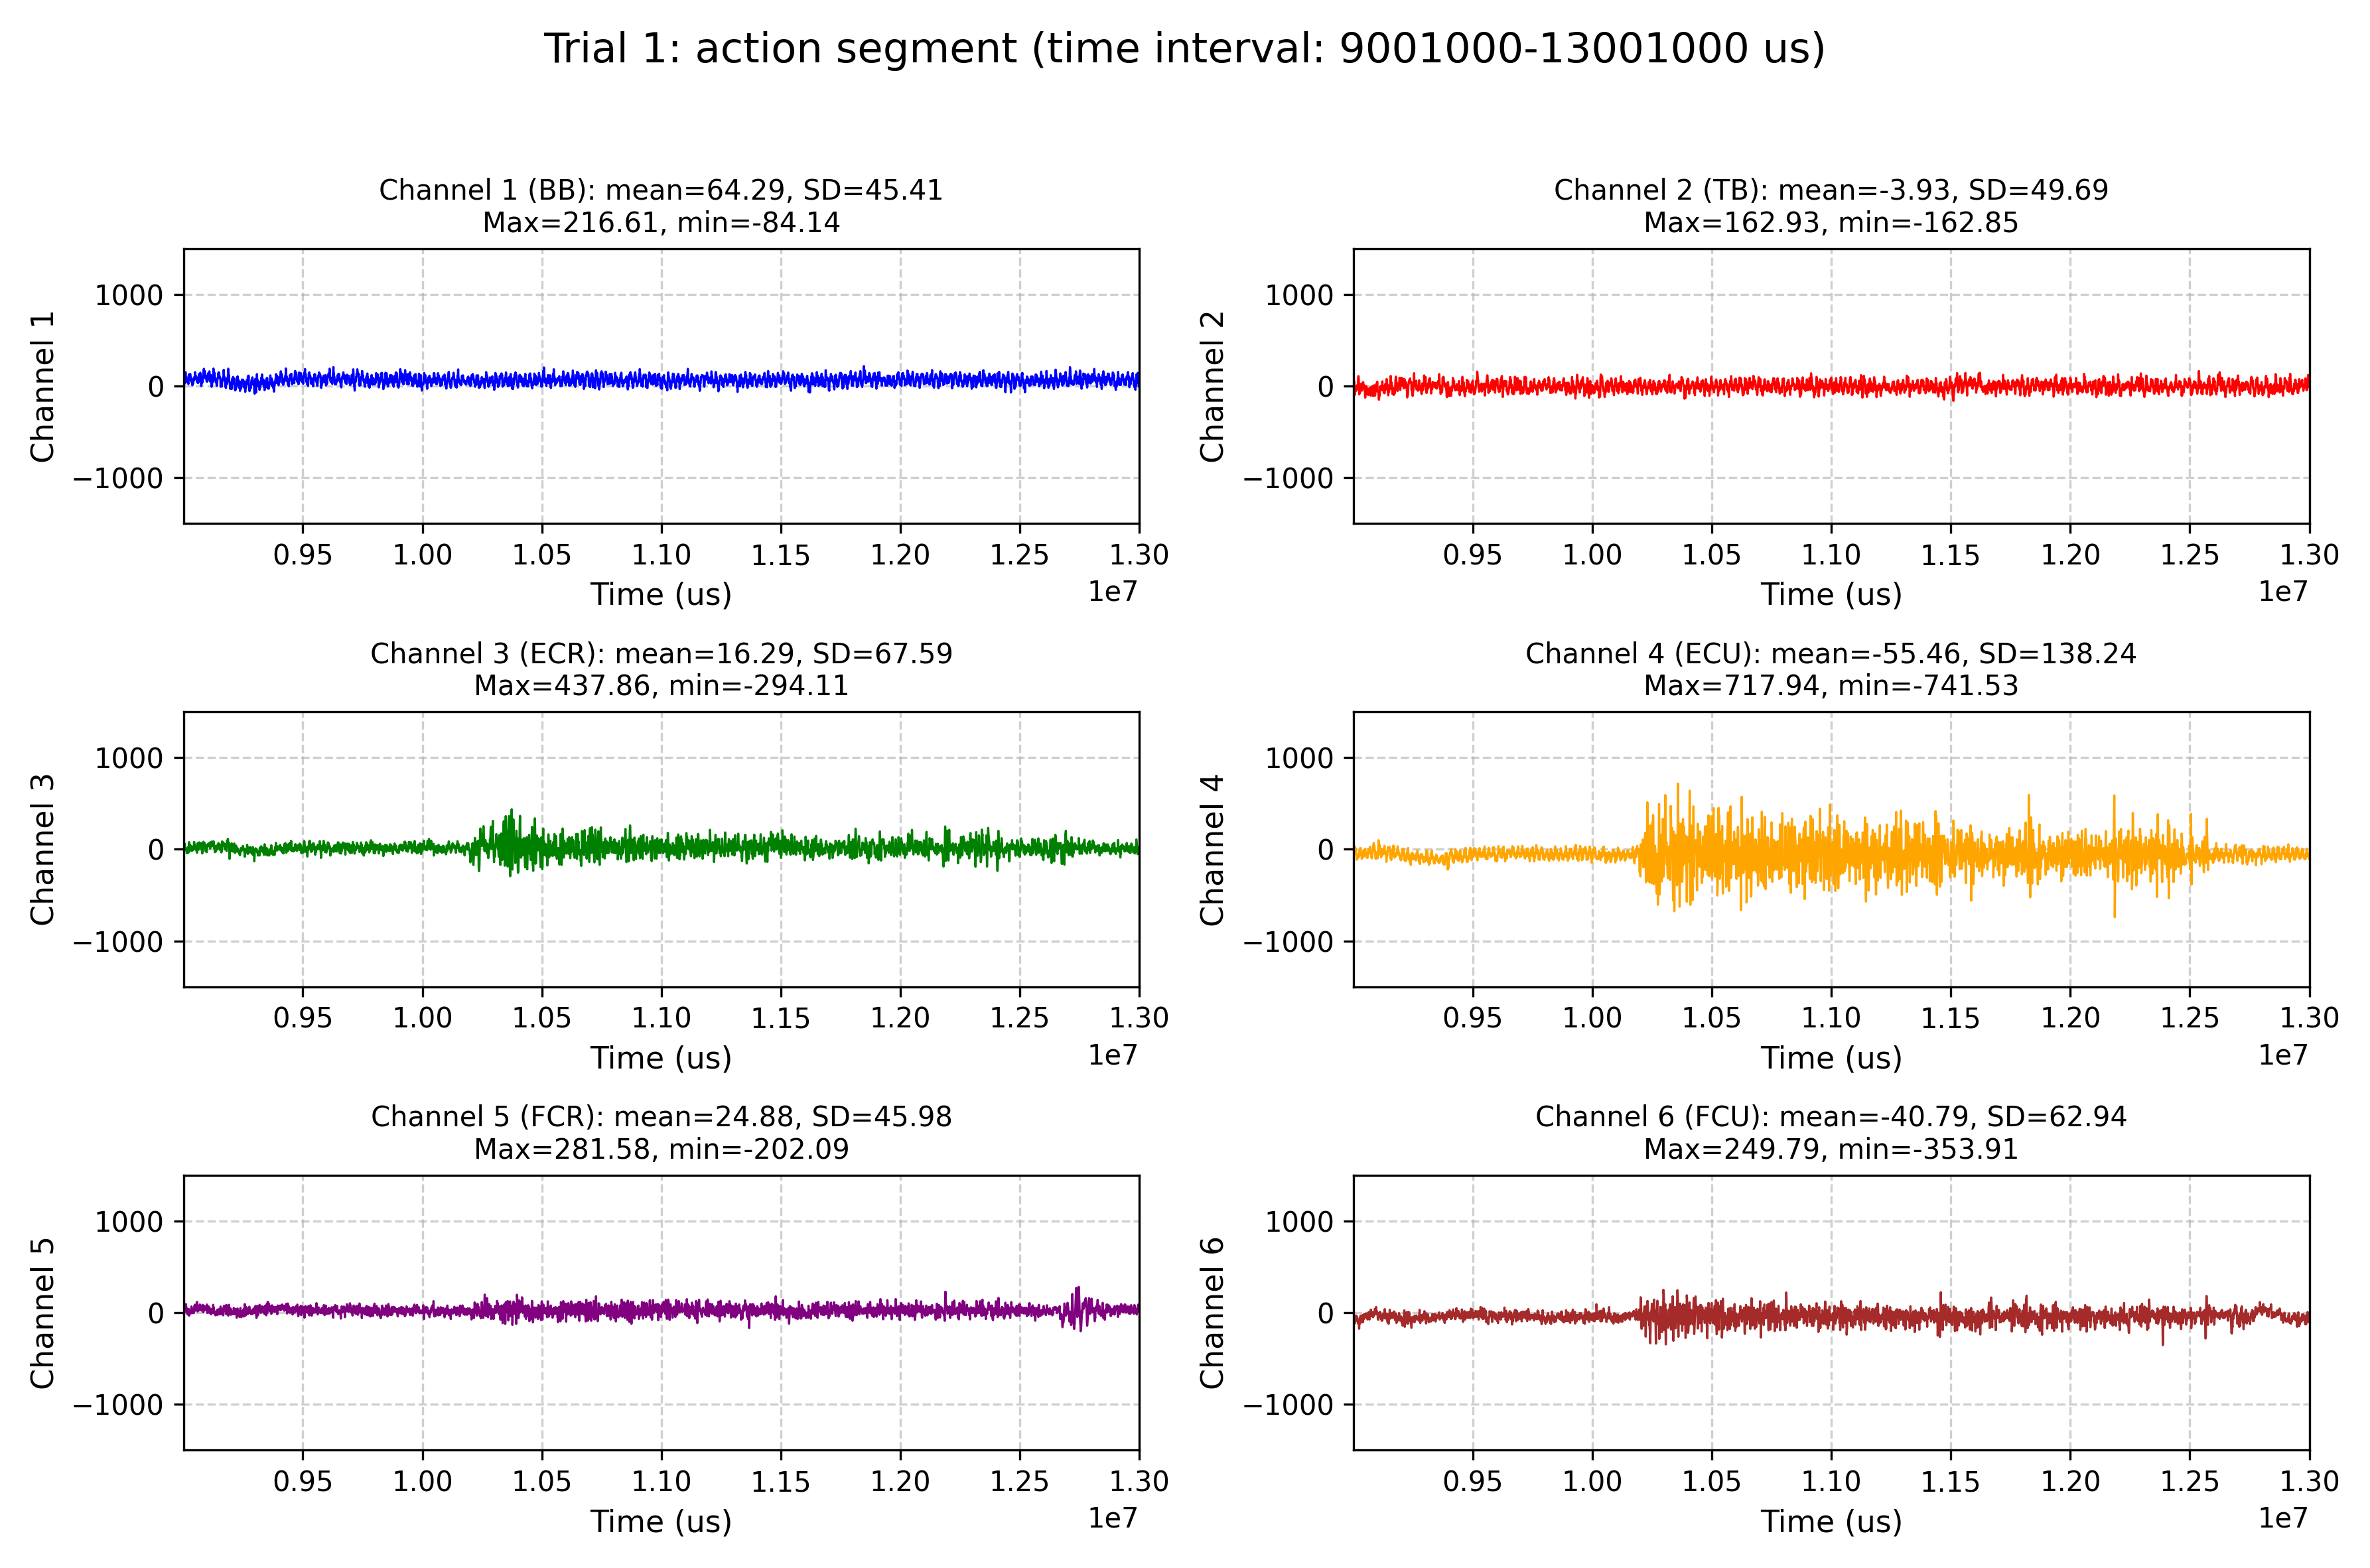 Trial 1: action segment (time interval: 9001000-13001000 us)
Channel 1 (BB): mean=64.29, SD=45.41
Max=216.61, min=-84.14
Channel 1
1000
0
−1000
0.95 1.00 1.05 1.10 1.15 1.20 1.25 1.30
Time (us)
1e7
Channel 2 (TB): mean=-3.93, SD=49.69
Max=162.93, min=-162.85
Channel 2
1000
0
−1000
0.95 1.00 1.05 1.10 1.15 1.20 1.25 1.30
Time (us)
1e7
Channel 3 (ECR): mean=16.29, SD=67.59
Max=437.86, min=-294.11
Channel 3
1000
0
−1000
0.95 1.00 1.05 1.10 1.15 1.20 1.25 1.30
Time (us)
1e7
Channel 4 (ECU): mean=-55.46, SD=138.24
Max=717.94, min=-741.53
Channel 4
1000
0
−1000
0.95 1.00 1.05 1.10 1.15 1.20 1.25 1.30
Time (us)
1e7
Channel 5 (FCR): mean=24.88, SD=45.98
Max=281.58, min=-202.09
Channel 5
1000
0
−1000
0.95 1.00 1.05 1.10 1.15 1.20 1.25 1.30
Time (us)
1e7
Channel 6 (FCU): mean=-40.79, SD=62.94
Max=249.79, min=-353.91
Channel 6
1000
0
−1000
0.95 1.00 1.05 1.10 1.15 1.20 1.25 1.30
Time (us)
1e7